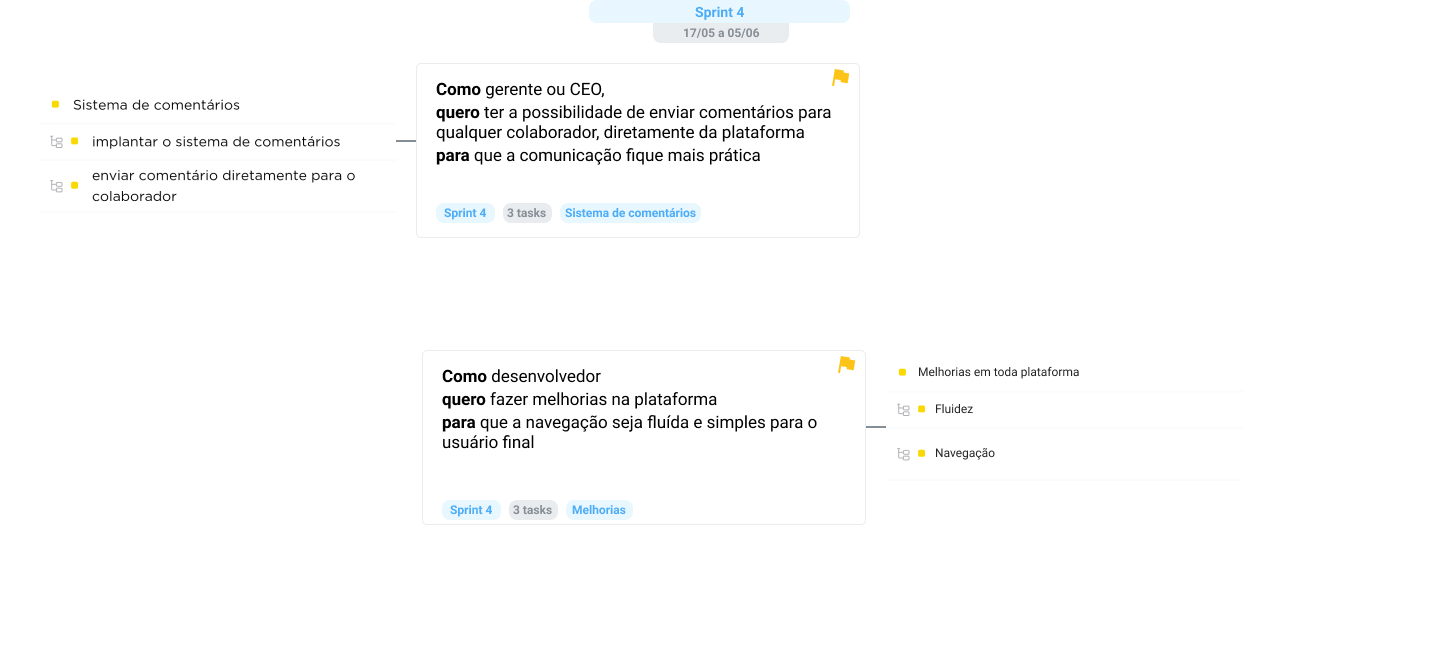 Sprint 4
17/05 a 05/06
Sistema de comentários
implantar o sistema de comentários
enviar comentário diretamente para o
colaborador
Como gerente ou CEO,
quero ter a possibilidade de enviar comentários para
qualquer colaborador, diretamente da plataforma
para que a comunicação fique mais prática
Sprint 4 3 tasks Sistema de comentários
Como desenvolvedor
quero fazer melhorias na plataforma
para que a navegação seja fluída e simples para o
usuário final
Sprint 4 3 tasks Melhorias
Melhorias em toda plataforma
Fluidez
Navegação